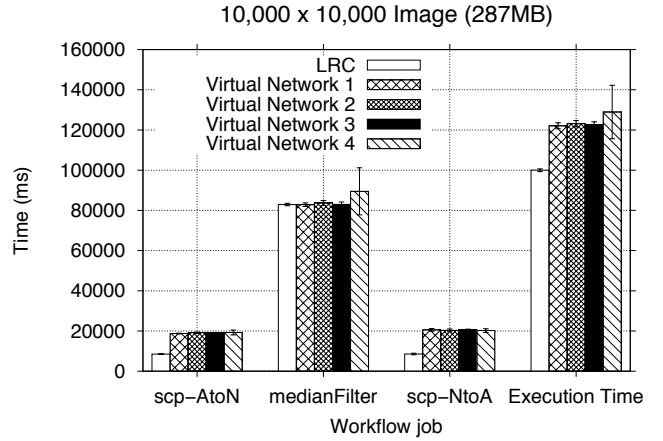 10,000 x 10,000 Image (287MB)
160000
140000
120000
100000
80000
60000
40000
20000
0
Time (ms)
LRC
Virtual Network 1
Virtual Network 2
Virtual Network 3
Virtual Network 4
scp-AtoN medianFilter scp-NtoA Execution Time
Workflow job